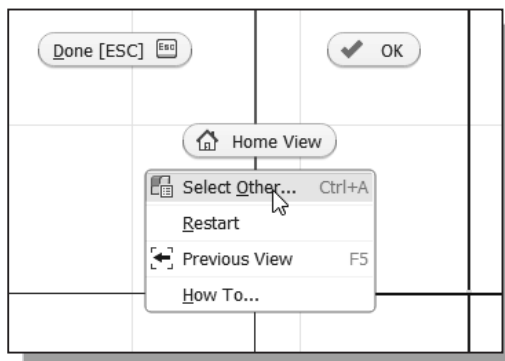 Done [ESC] Esc
OK
Home View
Select Other... Ctrl+A
Restart
Previous View F5
How To...